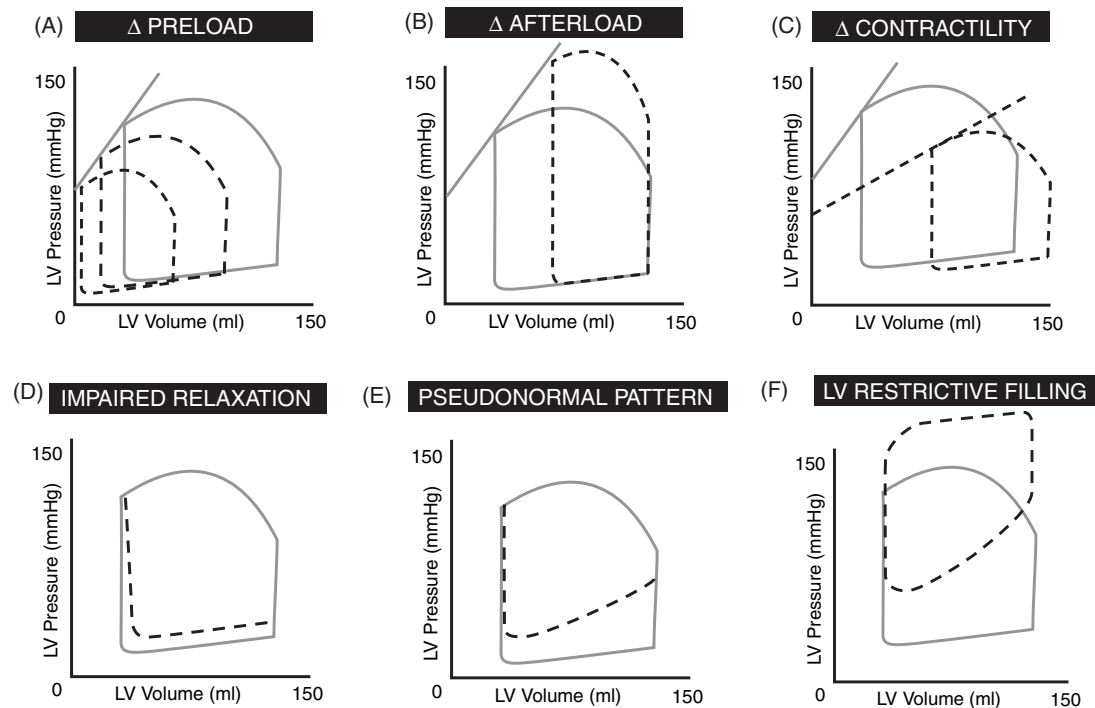 (A) Δ PRELOAD
150
LV Pressure (mmHg)
0
LV Volume (ml)
150
(B) Δ AFTERLOAD
150
LV Pressure (mmHg)
0
LV Volume (ml)
150
(C) Δ CONTRACTILITY
150
LV Pressure (mmHg)
0
LV Volume (ml)
150
(D) IMPAIRED RELAXATION
150
LV Pressure (mmHg)
0
LV Volume (ml)
150
(E) PSEUDONORMAL PATTERN
150
LV Pressure (mmHg)
0
LV Volume (ml)
150
(F) LV RESTRICTIVE FILLING
150
LV Pressure (mmHg)
0
LV Volume (ml)
150